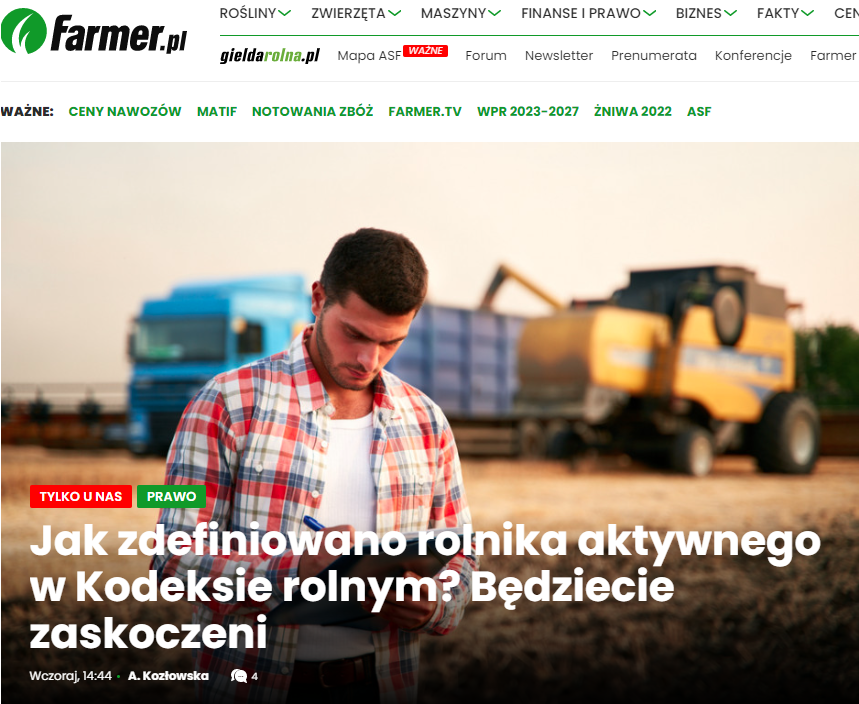 Farmer.pl
ROŚLINY ZWIERZĘTA MASZYNY FINANSE I PRAWO BIZNES FAKTY CEN
giełdarolna.pl Mapa ASF WAŻNE Forum Newsletter Prenumerata Konferencje Farmer
WAŻNE: CENY NAWOZÓW MATIF NOTOWANIA ZBÓŻ FARMER.TV WPR 2023-2027 ŻNIWA 2022 ASF
TYLKO U NAS PRAWO
Jak zdefiniowano rolnika aktywnego
w Kodeksie rolnym? Będziecie
zaskoczeni
Wczoraj, 14:44 • A. Kozłowska 4